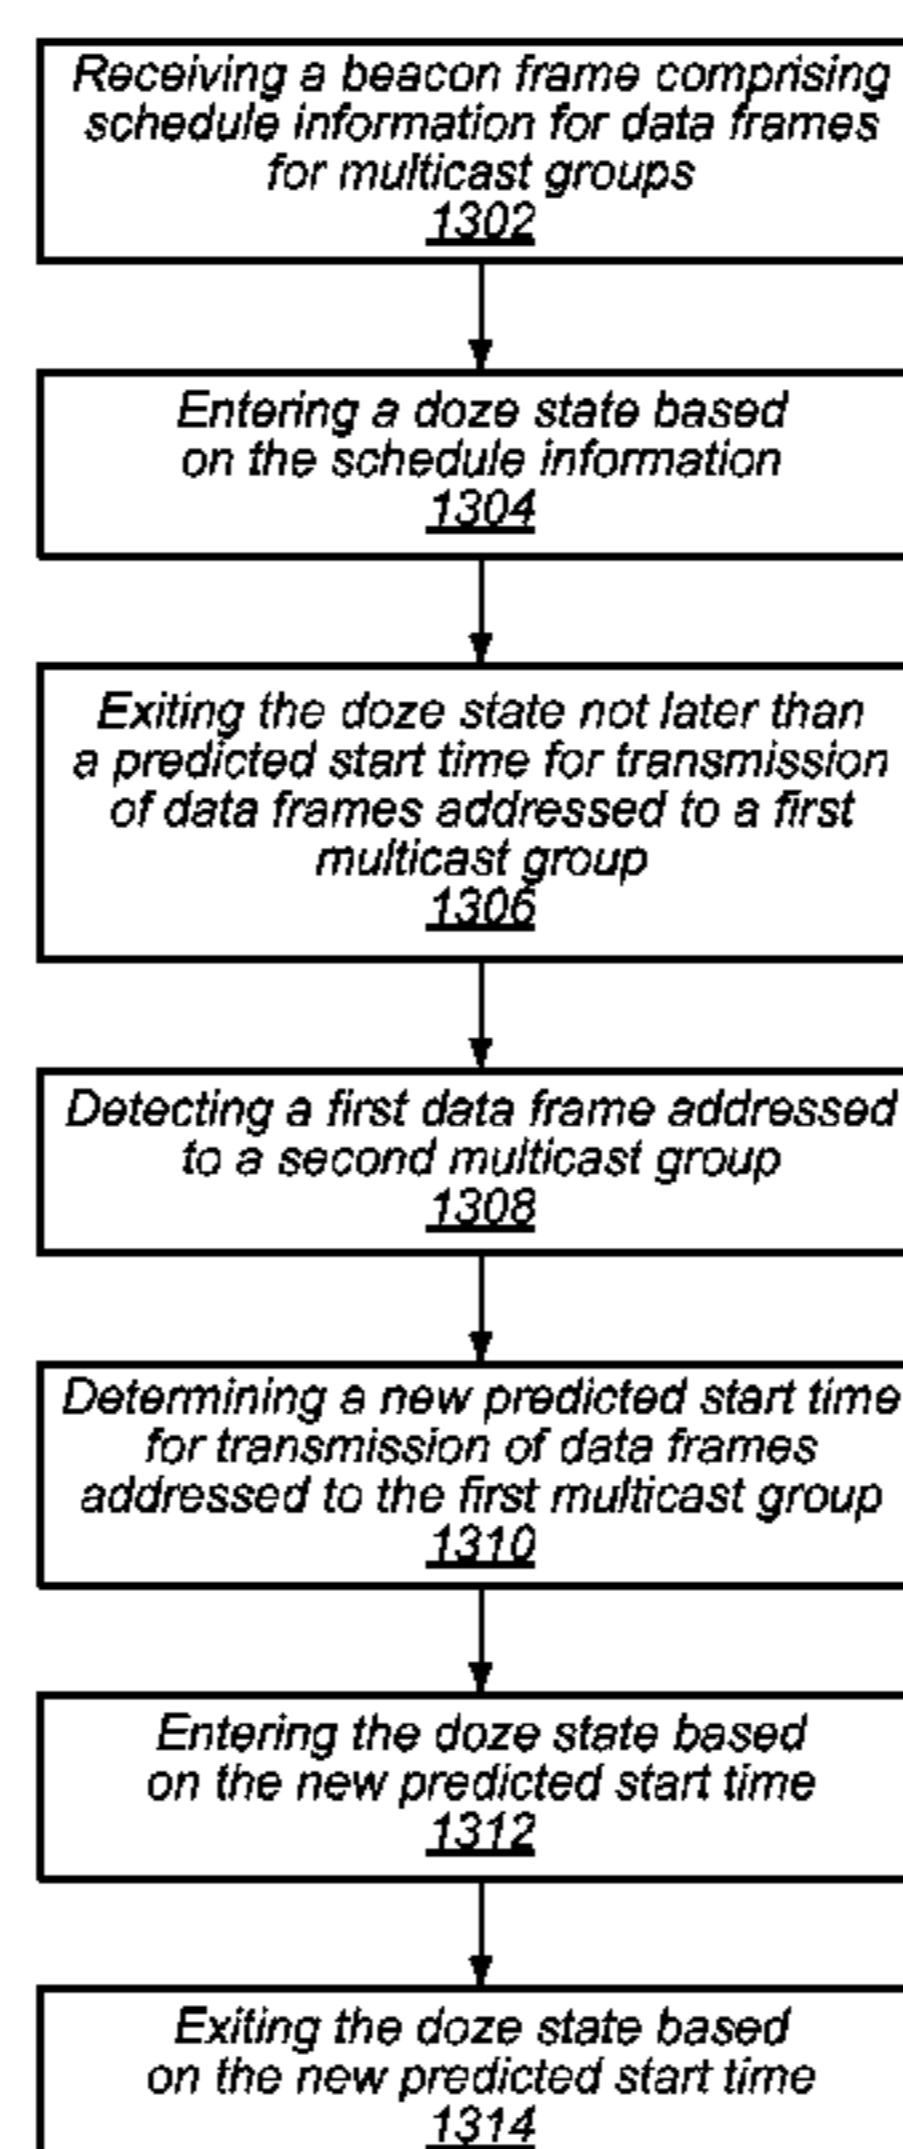 Receiving a beacon frame comprising
schedule information for data frames
for multicast groups
1302
Entering a doze state based
on the schedule information
1304
Exiting the doze state not later than
a predicted start time for transmission
of data frames addressed to a first
multicast group
1306
Detecting a first data frame addressed
to a second multicast group
1308
Determining a new predicted start time
for transmission of data frames
addressed to the first multicast group
1310
Entering the doze state based
on the new predicted start time
1312
Exiting the doze state based
on the new predicted start time
1314